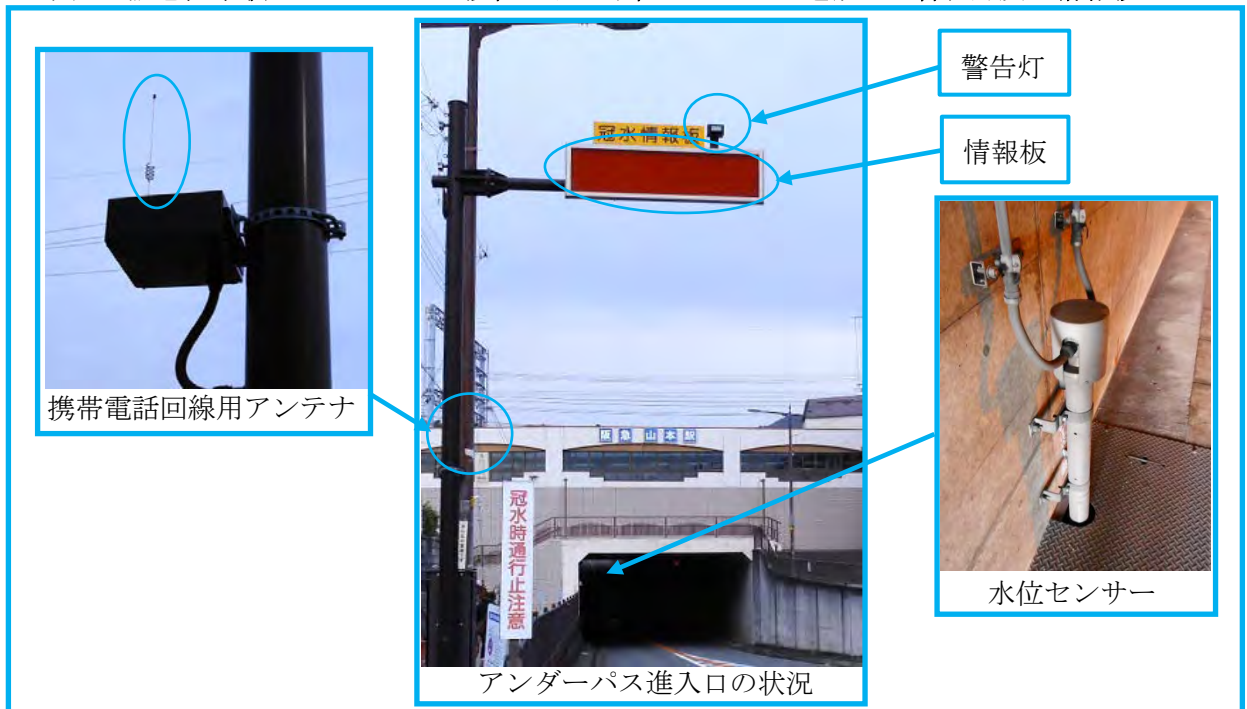 警告灯
冠水情報板
情報板
携帯電話回線用アンテナ
阪急 山本駅
冠水時通行止注意
水位センサー
アンダーパス進入口の状況